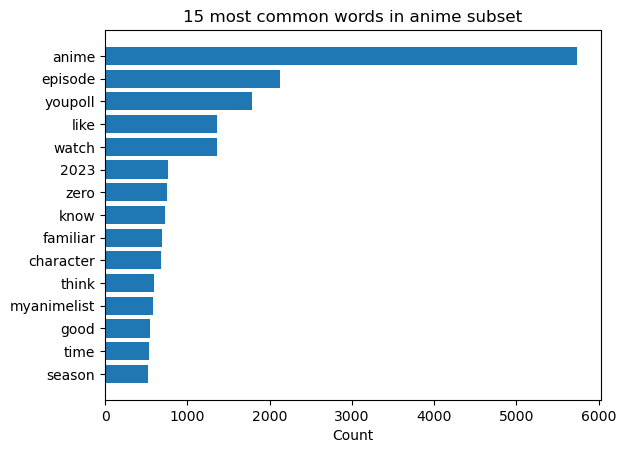 15 most common words in anime subset
anime
episode
youpoll
like
watch
2023
zero
know
familiar
character
think
myanimelist
good
time
season
0 1000 2000 3000 4000 5000 6000
Count